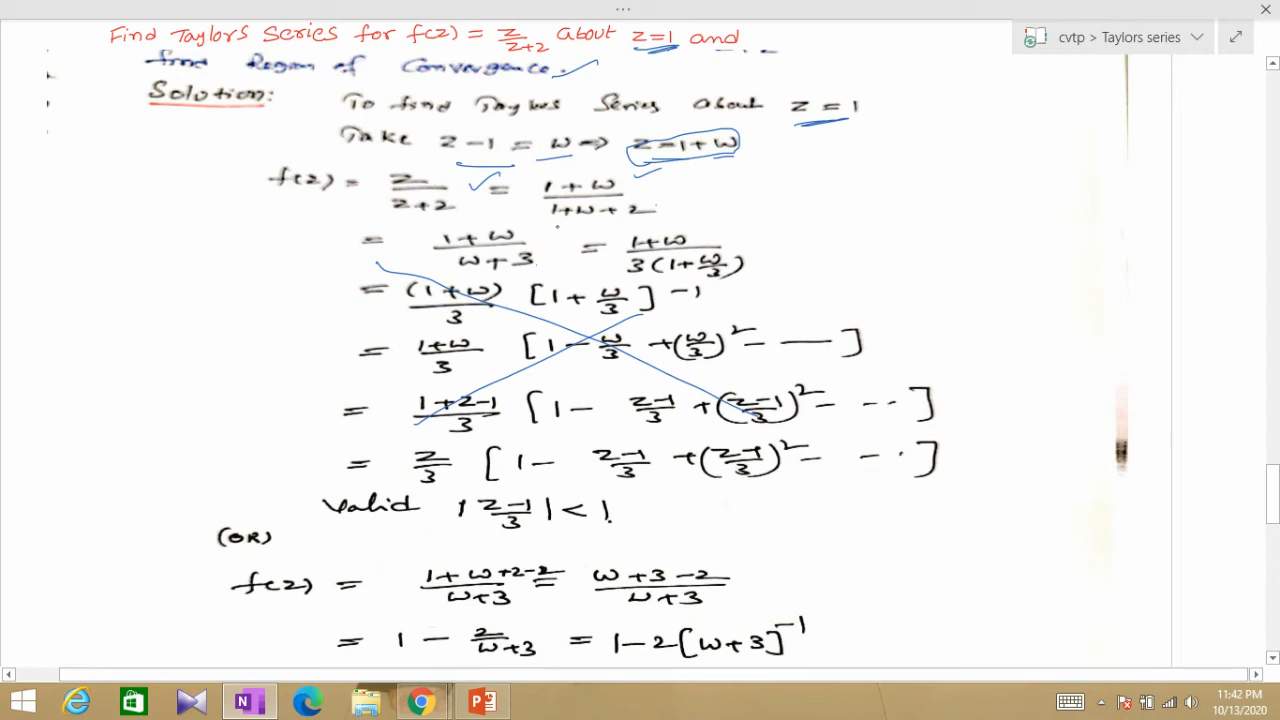 Find Taylors Series for f(z) = z/z+2 About z=1 and
find Region of Convergence.
cvtp > Taylors series
Solution: To find Taylors Series About z = 1
Take z-1 = w ⇒ z=1+w
f(z) = z/z+2 = 1+w/1+w+2
= 1+w/w+3 = 1+w/3(1+w/3)
= (1+w)/3 [1+ w/3]-1
= 1+w/3 [1- w/3 +(w/3)^2 - ---]
= 1+z-1/3 [1- z-1/3 +(z-1/3)^2 - ---]
= z/3 [1- z-1/3 +(z-1/3)^2 - ---]
Valid |z-1/3| < 1
(OR)
f(z) = 1+w+2-2/w+3 = w+3-2/w+3
= 1 - 2/w+3 = 1-2[w+3]^-1
11:42 PM
10/13/2020